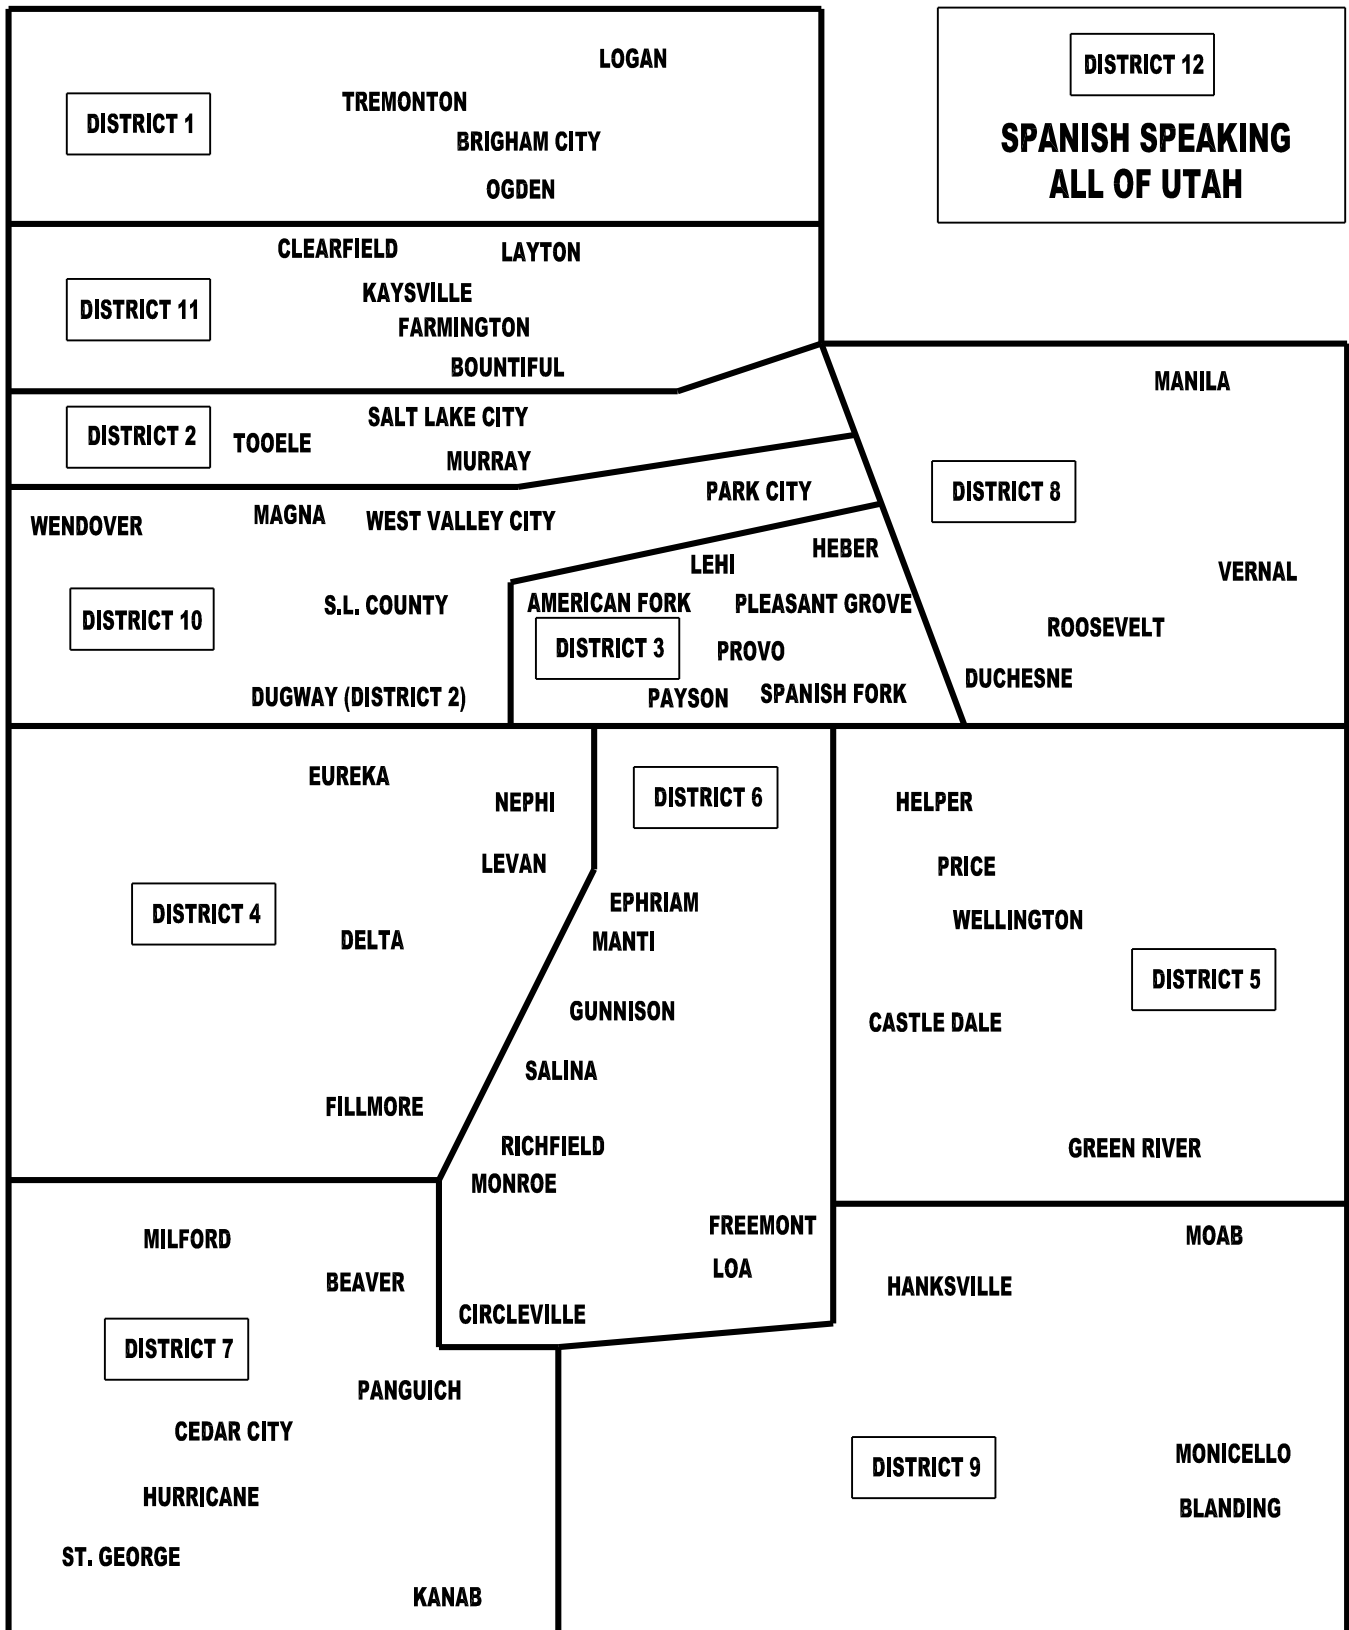 LOGAN
TREMONTON
DISTRICT 1
BRIGHAM CITY
OGDEN
DISTRICT 12
SPANISH SPEAKING
ALL OF UTAH
CLEARFIELD
LAYTON
KAYSVILLE
DISTRICT 11
FARMINGTON
BOUNTIFUL
SALT LAKE CITY
DISTRICT 2
TOOELE
MURRAY
MANILA
DISTRICT 8
VERNAL
ROOSEVELT
DUCHESNE
PARK CITY
MAGNA
WEST VALLEY CITY
WENDOVER
S.L. COUNTY
DISTRICT 10
DUGWAY (DISTRICT 2)
HEBER
LEHI
AMERICAN FORK
PLEASANT GROVE
DISTRICT 3
PROVO
PAYSON
SPANISH FORK
EUREKA
NEPHI
LEVAN
DISTRICT 4
DELTA
FILLMORE
DISTRICT 6
EPHRIAM
MANTI
GUNNISON
SALINA
RICHFIELD
MONROE
FREEMONT
LOA
CIRCLEVILLE
HELPER
PRICE
WELLINGTON
DISTRICT 5
CASTLE DALE
GREEN RIVER
MILFORD
BEAVER
DISTRICT 7
PANGUICH
CEDAR CITY
HURRICANE
ST. GEORGE
KANAB
MOAB
HANKSVILLE
DISTRICT 9
MONICELLO
BLANDING